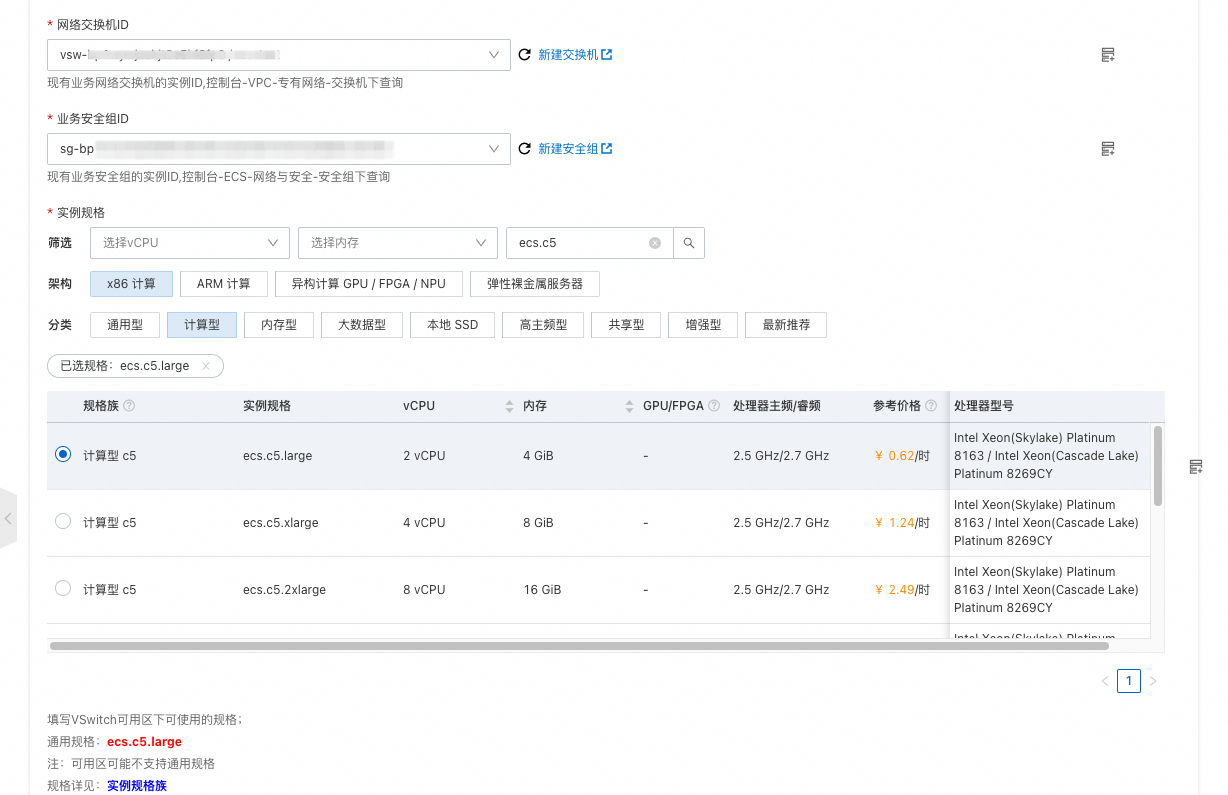 * 网络交换机ID
vsw-
新建交换机
现有业务网络交换机的实例ID,控制台-VPC-专有网络-交换机下查询
* 业务安全组ID
sg-bp
新建安全组
现有业务安全组的实例ID,控制台-ECS-网络与安全-安全组下查询
* 实例规格
筛选 选择vCPU 选择内存 ecs.c5
架构 x86 计算 ARM 计算 异构计算 GPU / FPGA / NPU 弹性裸金属服务器
分类 通用型 计算型 内存型 大数据型 本地 SSD 高主频型 共享型 增强型 最新推荐
已选规格：ecs.c5.large ×
规格族 实例规格 vCPU 内存 GPU/FPGA 处理器主频/睿频 参考价格 处理器型号
计算型 c5 ecs.c5.large 2 vCPU 4 GiB - 2.5 GHz/2.7 GHz ¥ 0.62/时 Intel Xeon(Skylake) Platinum
8163 / Intel Xeon(Cascade Lake)
Platinum 8269CY
计算型 c5 ecs.c5.xlarge 4 vCPU 8 GiB - 2.5 GHz/2.7 GHz ¥ 1.24/时 Intel Xeon(Skylake) Platinum
8163 / Intel Xeon(Cascade Lake)
Platinum 8269CY
计算型 c5 ecs.c5.2xlarge 8 vCPU 16 GiB - 2.5 GHz/2.7 GHz ¥ 2.49/时 Intel Xeon(Skylake) Platinum
8163 / Intel Xeon(Cascade Lake)
Platinum 8269CY
Intel Xeon(Skylake) Platinum
1
填写VSwitch可用区下可使用的规格；
通用规格：ecs.c5.large
注：可用区可能不支持通用规格
规格详见：实例规格族